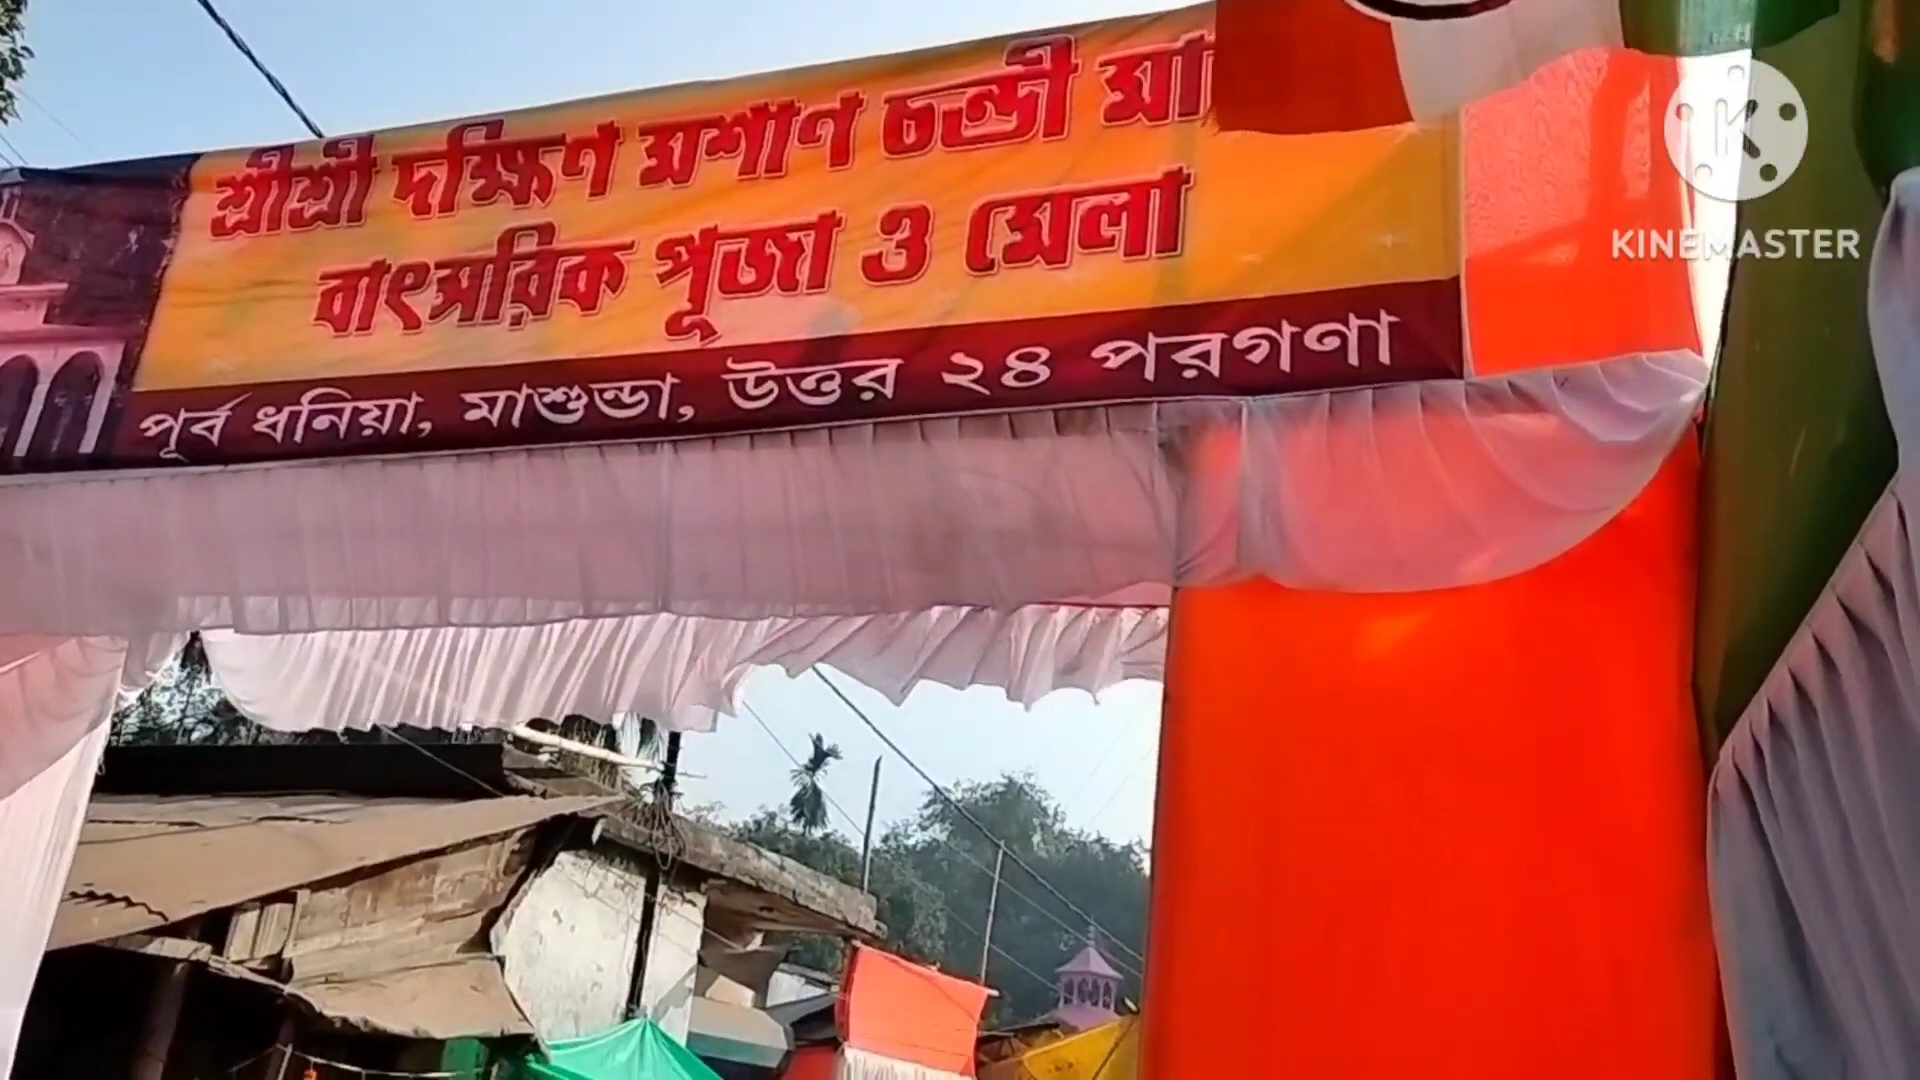 শ্রীশ্রী দক্ষিণ মশাণ চন্ডী মা
বাৎসরিক পূজা ও মেলা
পূর্ব ধনিয়া, মাশুন্ডা, উত্তর ২৪ পরগণা
K
KINEMASTER